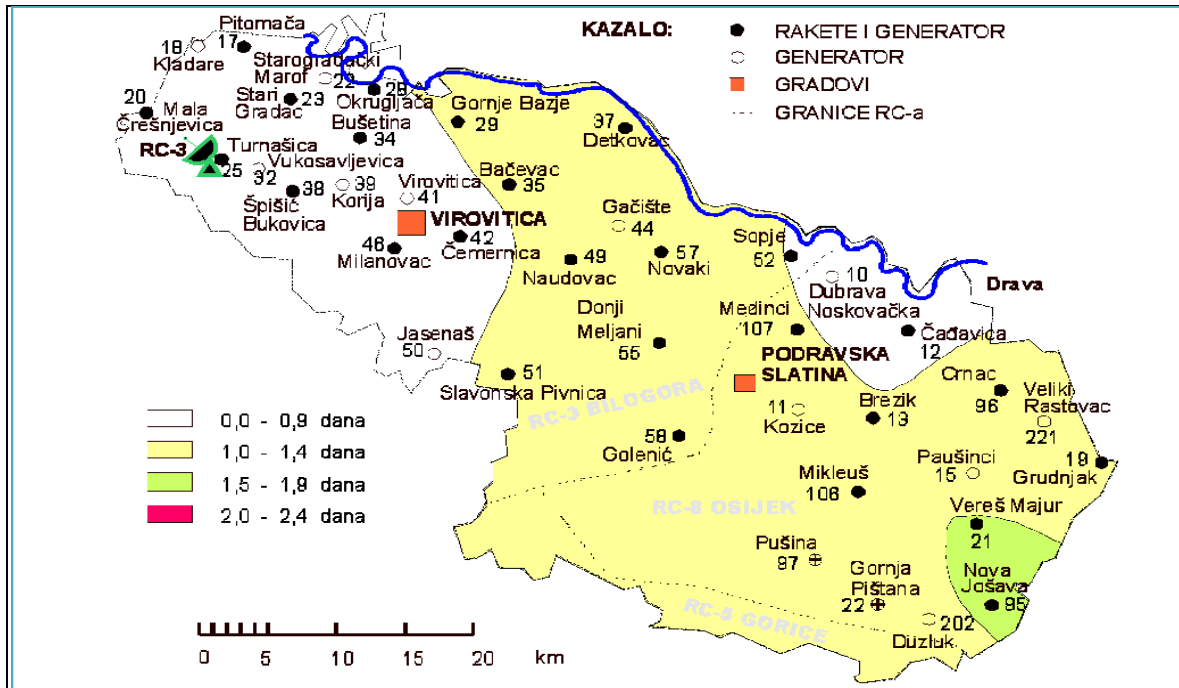 Pitomača
18
17
Kladare
Starogradački
Marof
22
20
Mala
Črešnjevica
Stari
Gradac
23
Okrugljača
Bušetina
34
Gornje Bazje
29
37
Detkovac
RC-3
Turnašica
25
Vukosavljevica
32
38
Špišić
Bukovica
39
Korija
Virovitica
41
VIROVITICA
Bačevac
35
Gačište
44
46
Milanovac
42
Čemernica
49
Naudovac
57
Novaki
Sopje
52
10
Dubrava
Noskovačka
Drava
Jasenaš
50
Donji
Meljani
55
Medinci
107
Čađavica
12
51
Slavonska Pivnica
PODRAVSKA
SLATINA
Crnac
96
Veliki
Rastovac
221
RC-3 BILOGORA
11
Kozice
Brezik
13
58
Golenić
Paušinci
15
19
Grudnjak
Mikleuš
106
RC-8 OSIJEK
Vereš Majur
21
Pušina
97
Gornja
Pištana
22
Nova
Jošava
95
RC-5 GORICE
202
Duzluk
KAZALO:
RAKETE I GENERATOR
GENERATOR
GRADOVI
GRANICE RC-a
0,0 - 0,9 dana
1,0 - 1,4 dana
1,5 - 1,9 dana
2,0 - 2,4 dana
0 5 10 15 20 km